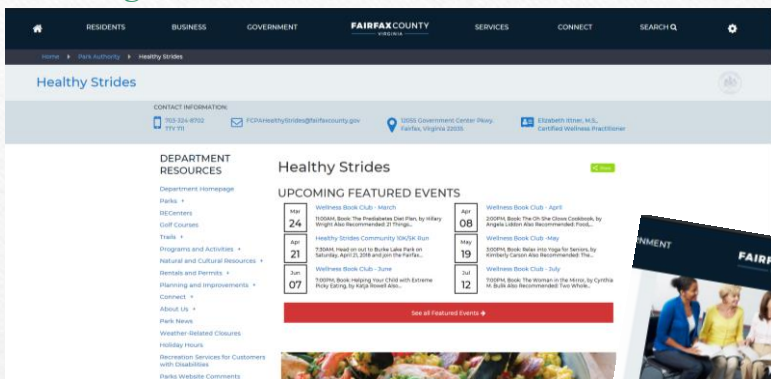 RESIDENTS BUSINESS GOVERNMENT FAIRFAX COUNTY SERVICES CONNECT SEARCH
VIRGINIA
Home Park Authority Healthy Strides
Healthy Strides
CONTACT INFORMATION:
703-324-8702
TTY 711
FCPAHealthyStrides@fairfaxcounty.gov
12055 Government Center Pkwy.
Fairfax, Virginia 22035
Elizabeth Ittner, M.S.,
Certified Wellness Practitioner
DEPARTMENT
RESOURCES
Department Homepage
Parks
RECenters
Golf Courses
Trails
Programs and Activities
Natural and Cultural Resources
Rentals and Permits
Planning and Improvements
Connect
About Us
Park News
Weather-Related Closures
Holiday Hours
Recreation Services for Customers
with Disabilities
Parks Website Comments
Healthy Strides
UPCOMING FEATURED EVENTS
Mar
24
Wellness Book Club - March
11:00AM, Book: The Prediabetes Diet Plan, by Hillary
Wright Also Recommended: 21 Things...
Apr
08
Wellness Book Club - April
2:00PM, Book: The Oh She Glows Cookbook, by
Angela Liddon Also Recommended: Food,...
Apr
21
Healthy Strides Community 10K/5K Run
7:30AM, Head on out to Burke Lake Park on
Saturday, April 21, 2018 and join the Fairfax...
May
19
Wellness Book Club -May
3:00PM, Book: Relax into Yoga for Seniors, by
Kimberly Carson Also Recommended: The...
Jun
07
Wellness Book Club - June
7:00PM, Book: Helping Your Child with Extreme
Picky Eating, by Katja Rowell Also...
Jul
12
Wellness Book Club - July
7:00PM, Book: The Woman in the Mirror, by Cynthia
M. Bulik Also Recommended: Two Whole...
See all Featured Events
NMENT FAIRF